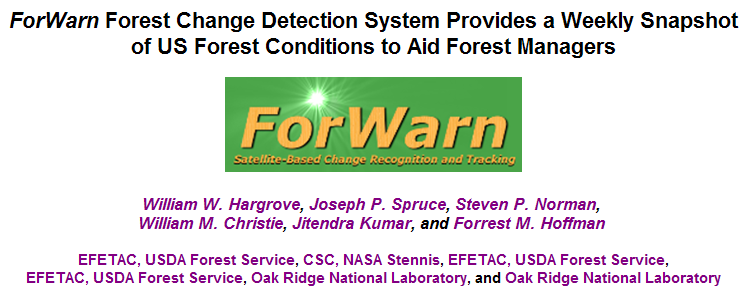 ForWarn Forest Change Detection System Provides a Weekly Snapshot
of US Forest Conditions to Aid Forest Managers
ForWarn
Satellite-Based Change Recognition and Tracking
William W. Hargrove, Joseph P. Spruce, Steven P. Norman,
William M. Christie, Jitendra Kumar, and Forrest M. Hoffman
EFETAC, USDA Forest Service, CSC, NASA Stennis, EFETAC, USDA Forest Service,
EFETAC, USDA Forest Service, Oak Ridge National Laboratory, and Oak Ridge National Laboratory